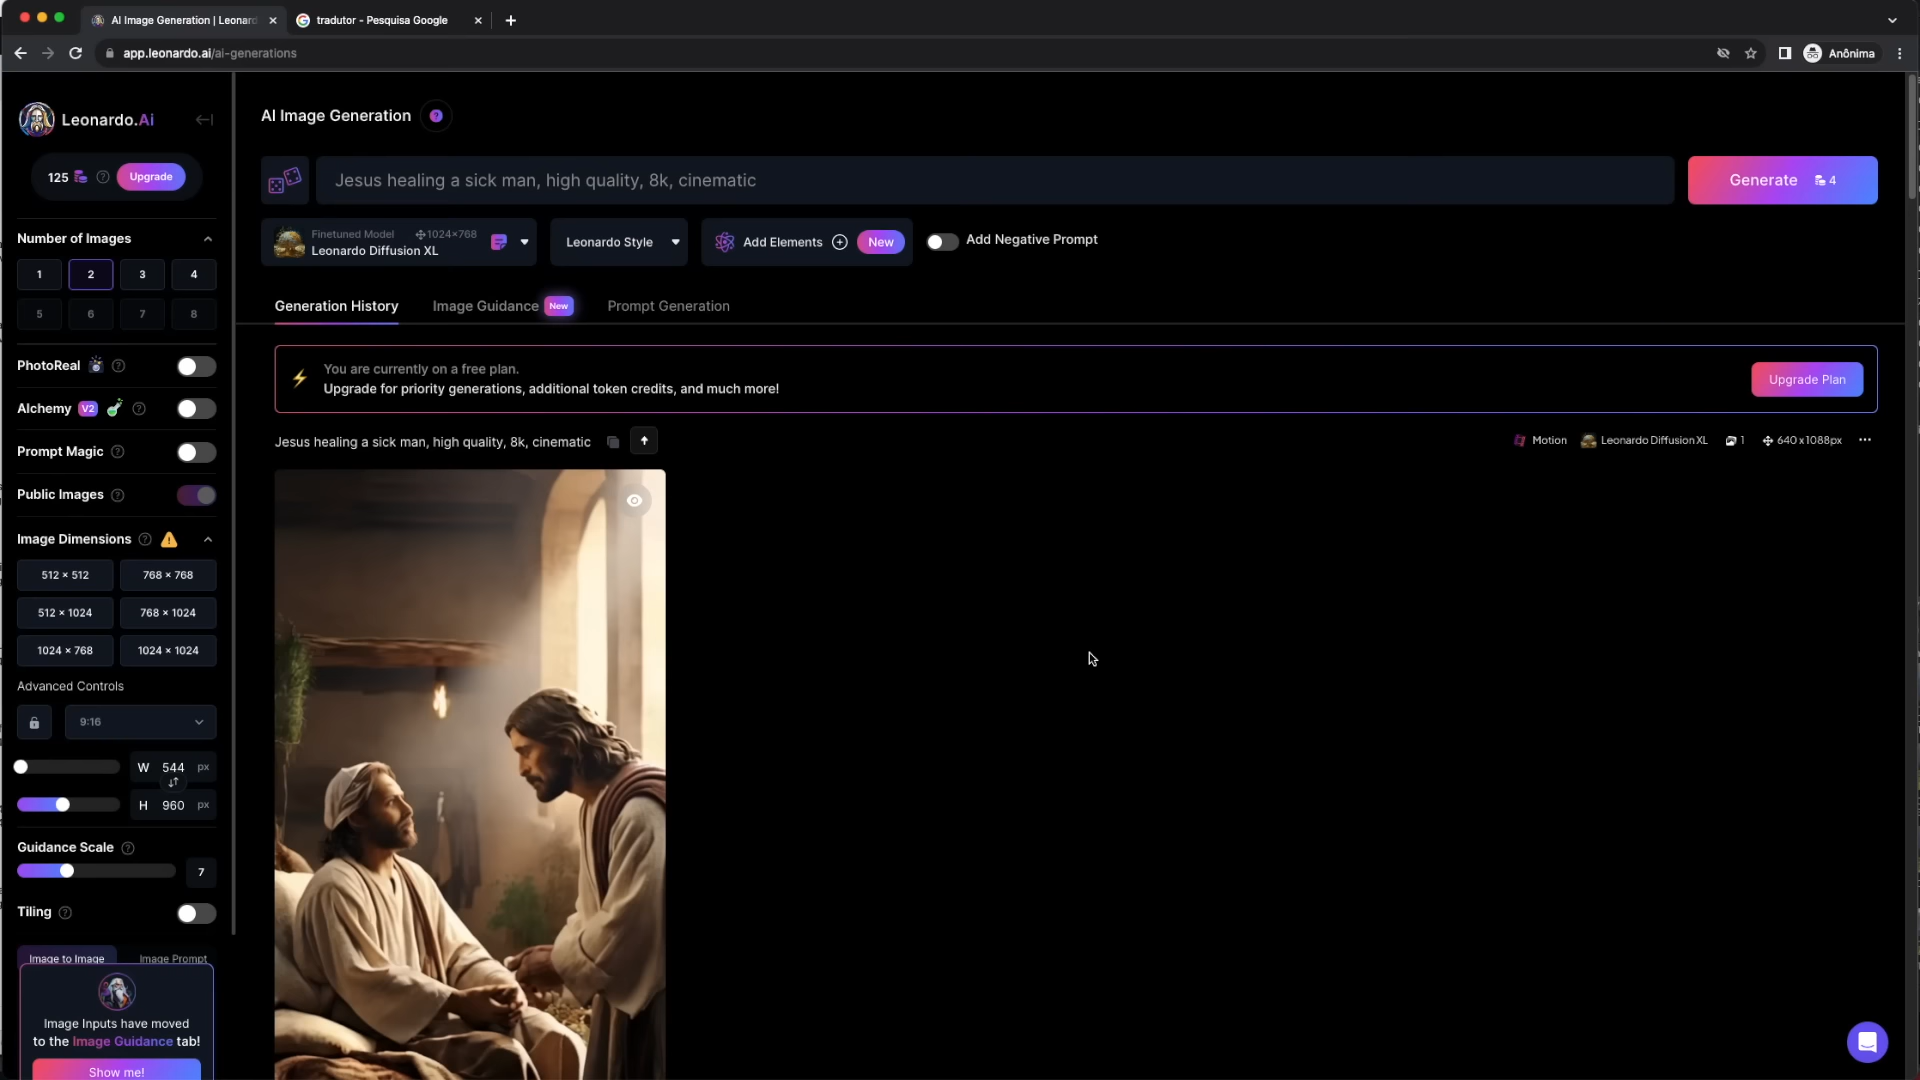 AI Image Generation | Leonard
tradutor - Pesquisa Google
app.leonardo.ai/ai-generations
Anônima
Leonardo.Ai
125
Upgrade
Number of Images
1 2 3 4
5 6 7 8
PhotoReal
Alchemy V2
Prompt Magic
Public Images
Image Dimensions
512 × 512 768 × 768
512 × 1024 768 × 1024
1024 × 768 1024 × 1024
Advanced Controls
9:16
W 544 px
H 960 px
Guidance Scale
7
Tiling
Image to Image Image Prompt
Image Inputs have moved
to the Image Guidance tab!
Show me!
AI Image Generation ?
Jesus healing a sick man, high quality, 8k, cinematic
Generate 4
Finetuned Model 1024×768
Leonardo Diffusion XL
Leonardo Style
Add Elements New
Add Negative Prompt
Generation History Image Guidance New Prompt Generation
You are currently on a free plan.
Upgrade for priority generations, additional token credits, and much more!
Upgrade Plan
Jesus healing a sick man, high quality, 8k, cinematic
Motion Leonardo Diffusion XL 1 640 x 1088px